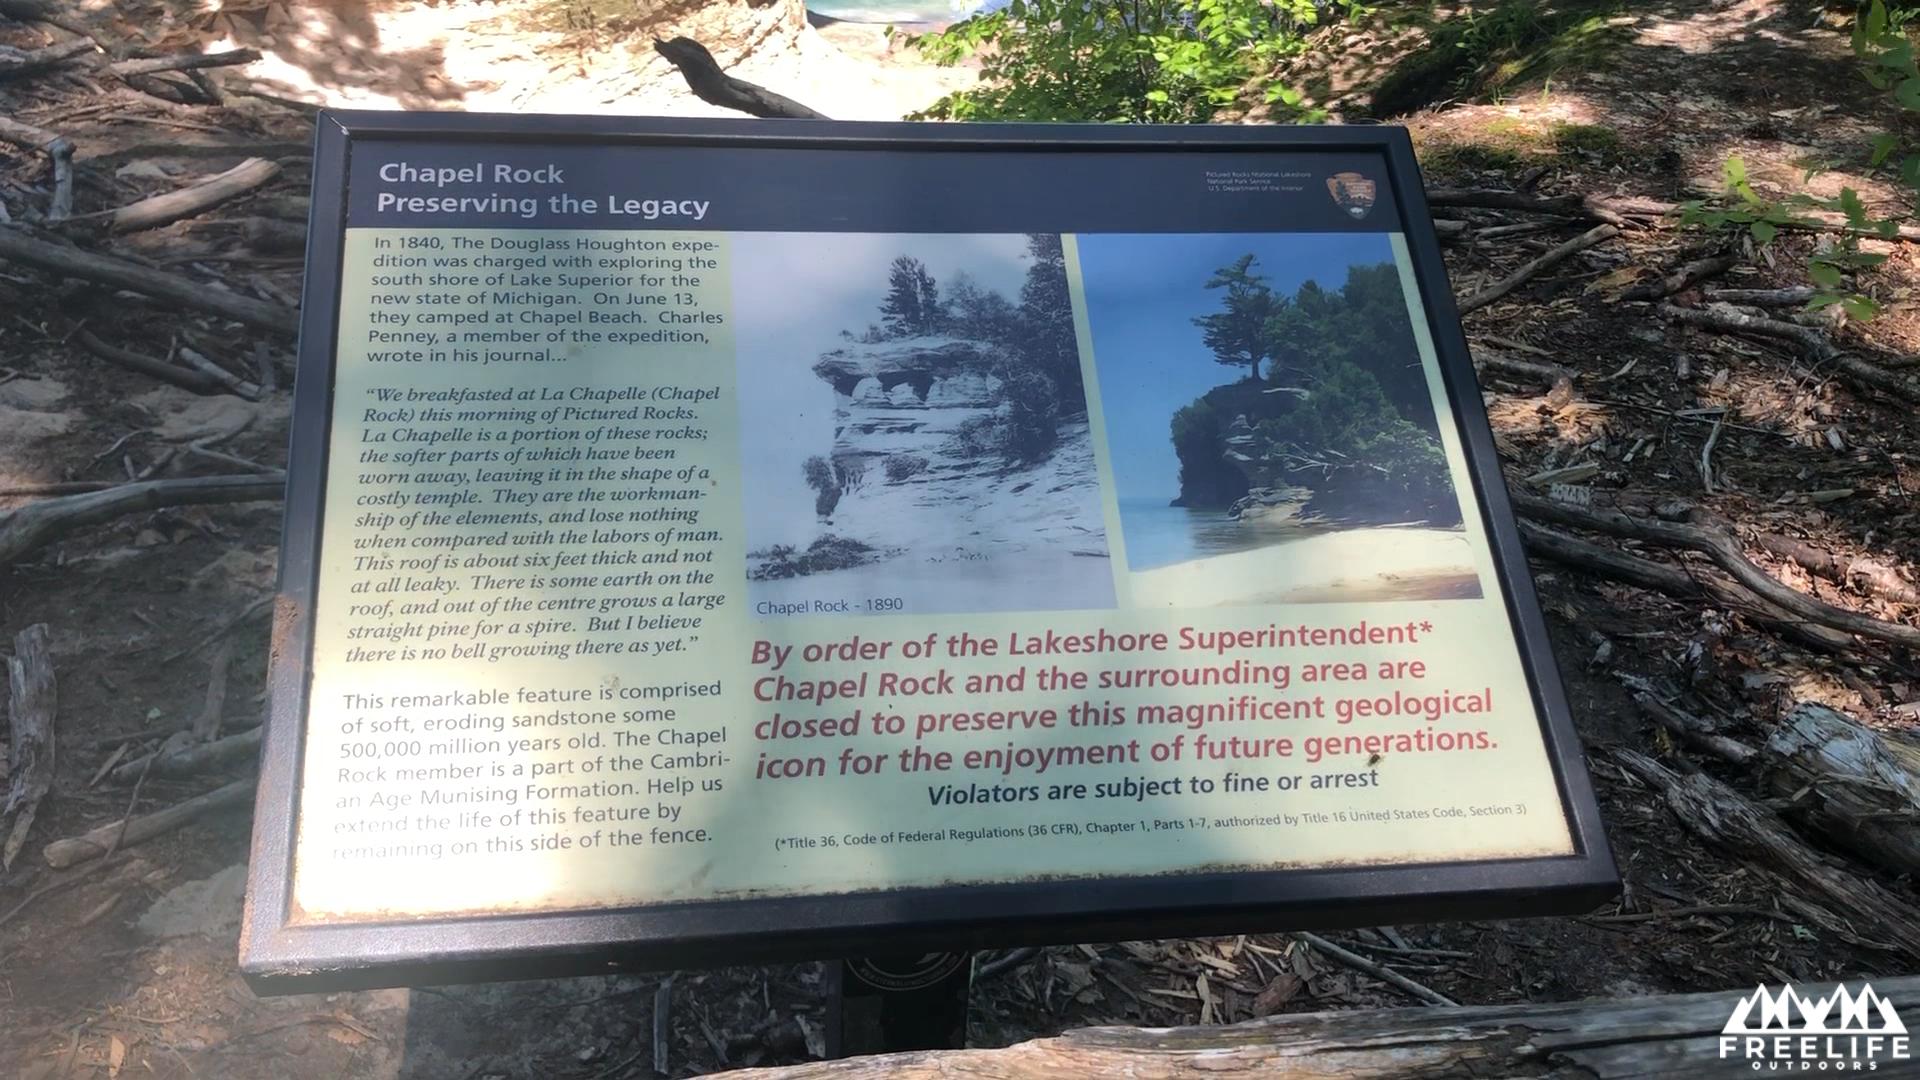 Chapel Rock
Preserving the Legacy
Pictured Rocks National Lakeshore
National Park Service
U.S. Department of the Interior
In 1840, The Douglass Houghton expe-
dition was charged with exploring the
south shore of Lake Superior for the
new state of Michigan. On June 13,
they camped at Chapel Beach. Charles
Penney, a member of the expedition,
wrote in his journal...
“We breakfasted at La Chapelle (Chapel
Rock) this morning of Pictured Rocks.
La Chapelle is a portion of these rocks;
the softer parts of which have been
worn away, leaving it in the shape of a
costly temple. They are the workman-
ship of the elements, and lose nothing
when compared with the labors of man.
This roof is about six feet thick and not
at all leaky. There is some earth on the
roof, and out of the centre grows a large
straight pine for a spire. But I believe
there is no bell growing there as yet.”
This remarkable feature is comprised
of soft, eroding sandstone some
500,000 million years old. The Chapel
Rock member is a part of the Cambri-
an Age Munising Formation. Help us
extend the life of this feature by
remaining on this side of the fence.
Chapel Rock - 1890
By order of the Lakeshore Superintendent*
Chapel Rock and the surrounding area are
closed to preserve this magnificent geological
icon for the enjoyment of future generations.
Violators are subject to fine or arrest
(*Title 36, Code of Federal Regulations (36 CFR), Chapter 1, Parts 1-7, authorized by Title 16 United States Code, Section 3)
FREELIFE
OUTDOORS